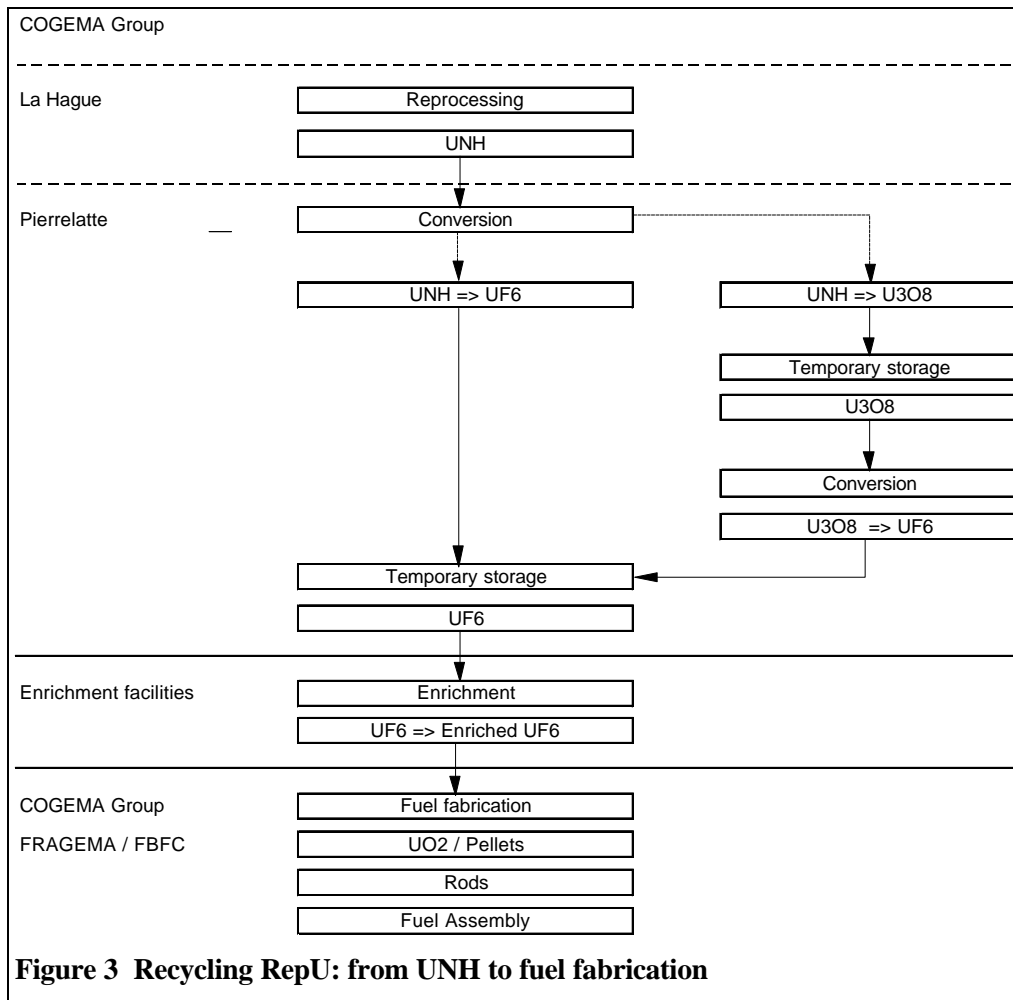 COGEMA Group
La Hague
Reprocessing
UNH
Pierrelatte
Conversion
UNH => UF6
UNH => U3O8
Temporary storage
U3O8
Conversion
U3O8 => UF6
Temporary storage
UF6
Enrichment facilities
Enrichment
UF6 => Enriched UF6
COGEMA Group
Fuel fabrication
FRAGEMA / FBFC
UO2 / Pellets
Rods
Fuel Assembly
Figure 3 Recycling RepU: from UNH to fuel fabrication